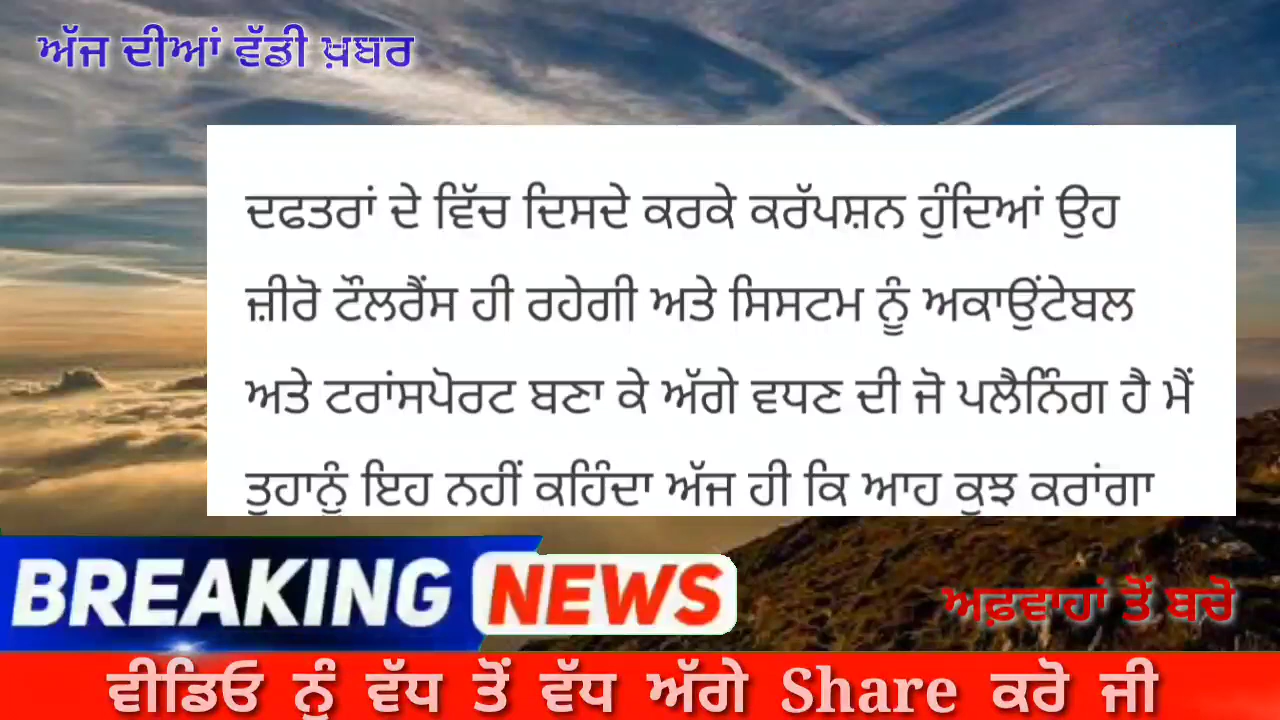 ਅੱਜ ਦੀਆਂ ਵੱਡੀ ਖ਼ਬਰ
ਦਫਤਰਾਂ ਦੇ ਵਿੱਚ ਦਿਸਦੇ ਕਰਕੇ ਕਰੱਪਸ਼ਨ ਹੁੰਦਿਆਂ ਉਹ
ਜ਼ੀਰੋ ਟੌਲਰੈਂਸ ਹੀ ਰਹੇਗੀ ਅਤੇ ਸਿਸਟਮ ਨੂੰ ਅਕਾਉਂਟੇਬਲ
ਅਤੇ ਟਰਾਂਸਪੋਰਟ ਬਣਾ ਕੇ ਅੱਗੇ ਵਧਣ ਦੀ ਜੋ ਪਲੈਨਿੰਗ ਹੈ ਮੈਂ
ਤੁਹਾਨੂੰ ਇਹ ਨਹੀਂ ਕਹਿੰਦਾ ਅੱਜ ਹੀ ਕਿ ਆਹ ਕੁਝ ਕਰਾਂਗਾ
BREAKING NEWS
ਅਫ਼ਵਾਹਾਂ ਤੋਂ ਬਚੋ
ਵੀਡਿਓ ਨੂੰ ਵੱਧ ਤੋਂ ਵੱਧ ਅੱਗੇ Share ਕਰੋ ਜੀ